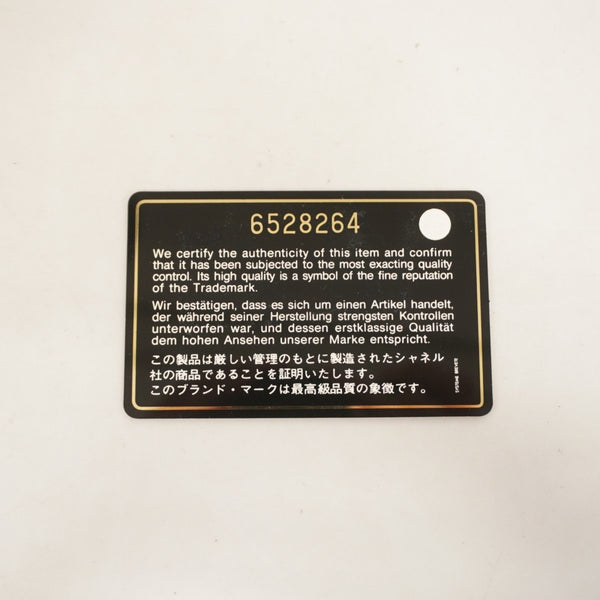 6528264
We certify the authenticity of this item and confirm
that it has been subjected to the most exacting quality
control. Its high quality is a symbol of the fine reputation
of the Trademark.
Wir bestätigen, dass es sich um einen Artikel handelt,
der während seiner Herstellung strengsten Kontrollen
unterworfen war, und dessen erstklassige Qualität
dem hohen Ansehen unserer Marke entspricht.
この製品は厳しい管理のもとに製造されたシャネル
社の商品であることを証明いたします。
このブランド・マークは最高級品質の象徴です。